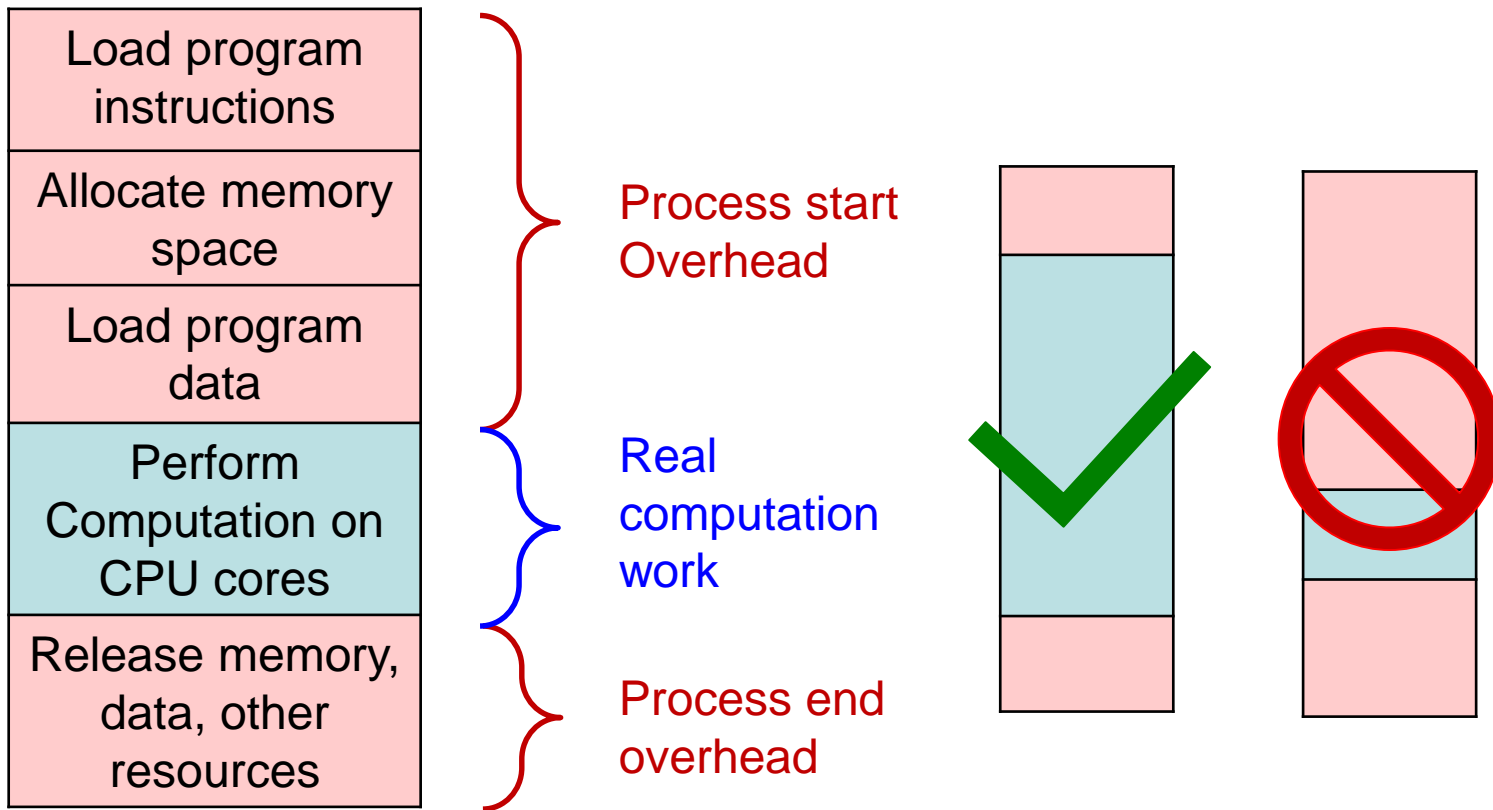 Load program
instructions
Allocate memory
space
Load program
data
Perform
Computation on
CPU cores
Release memory,
data, other
resources
Process start
Overhead
Real
computation
work
Process end
overhead